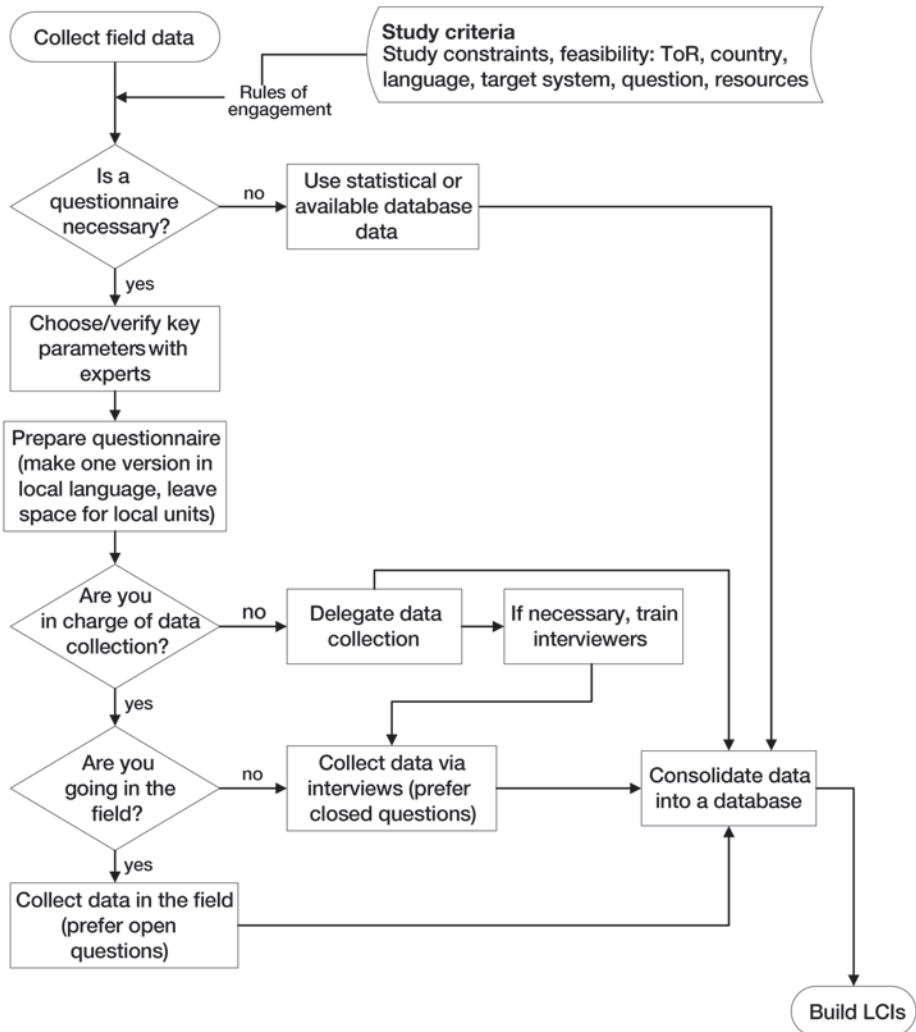 Collect field data
Study criteria
Study constraints, feasibility: ToR, country,
language, target system, question, resources
Rules of
engagement
Is a
questionnaire
necessary?
no
Use statistical or
available database
data
yes
Choose/verify key
parameters with
experts
Prepare questionnaire
(make one version in
local language, leave
space for local units)
Are you
in charge of data
collection?
no
Delegate data
collection
If necessary, train
interviewers
yes
Are you
going in the
field?
no
Collect data via
interviews (prefer
closed questions)
Consolidate data
into a database
yes
Collect data in the field
(prefer open
questions)
Build LCIs